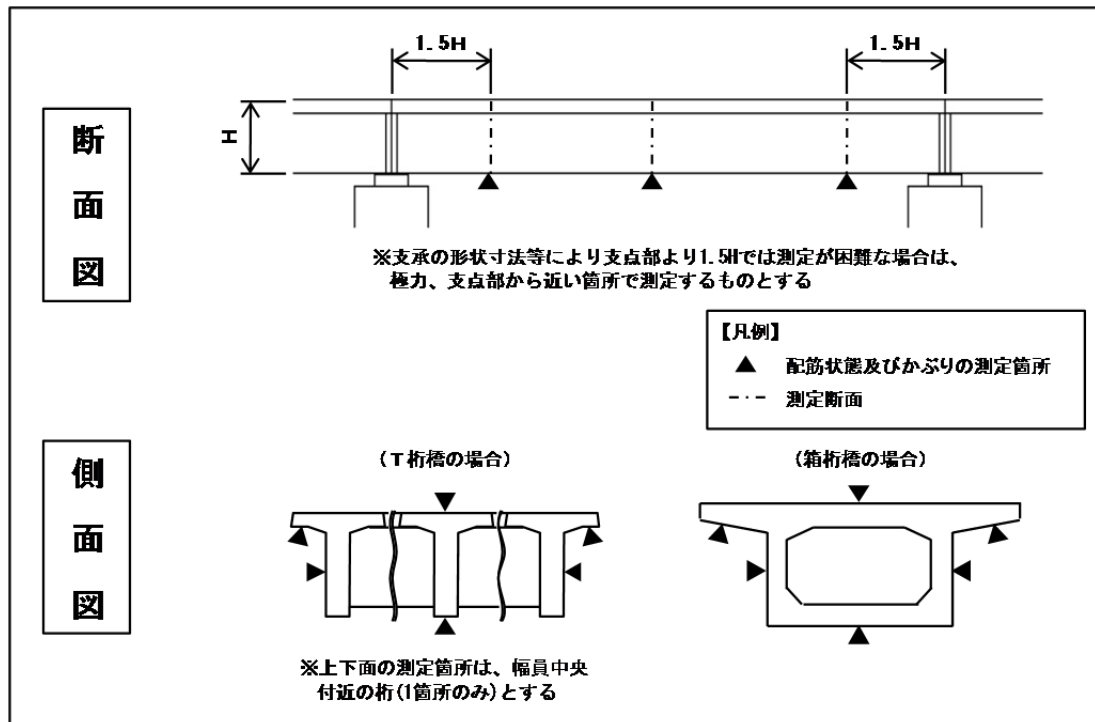 1.5H
1.5H
H
断面図
※支承の形状寸法等により支点部より1.5Hでは測定が困難な場合は、
極力、支点部から近い箇所で測定するものとする
【凡例】
▲ 配筋状態及びかぶりの測定箇所
測定断面
側面図
(T桁橋の場合)
(箱桁橋の場合)
※上下面の測定箇所は、幅員中央
付近の桁(1箇所のみ)とする